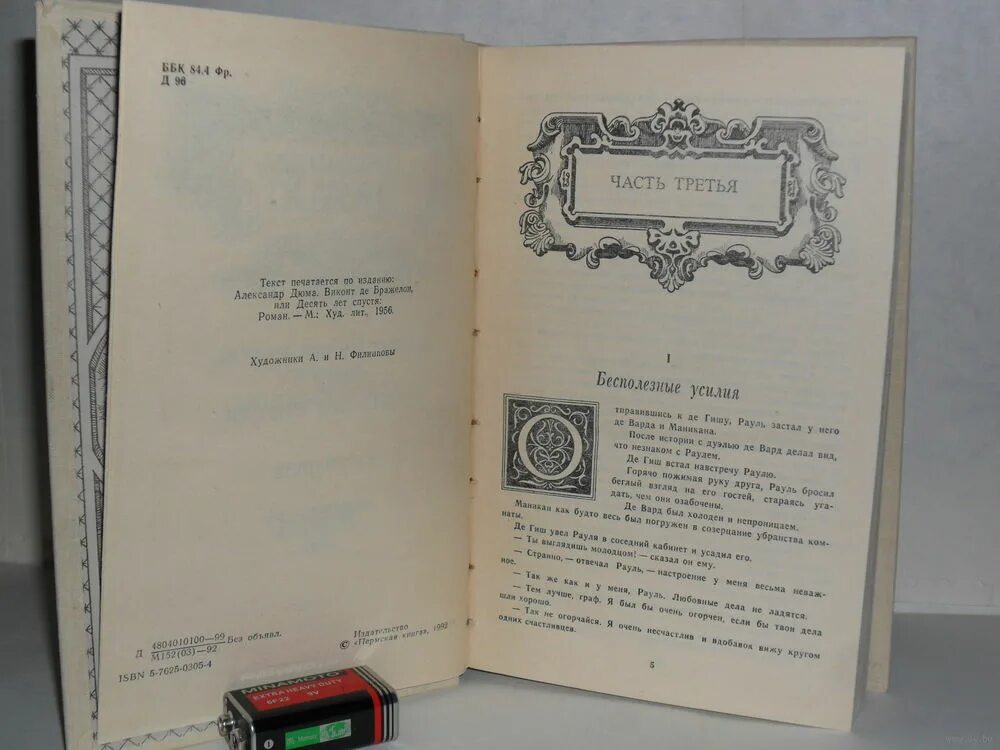 ББК 84.4 Фр.
Д 96
Текст печатается по изданию:
Александр Дюма. Виконт де Бражелон,
или Десять лет спустя:
Роман. — М.: Худ. лит., 1956.
Художники А. и Н. Филипповы
Д 4804010100—99 Без объявл.
М152(03)—92
ISBN 5-7625-0305-4
Издательство
© «Пермская книга», 1992
ЧАСТЬ ТРЕТЬЯ
I
Бесполезные усилия
Отправившись к де Гишу, Рауль застал у него
де Варда и Маникана.
После истории с дуэлью де Вард делал вид,
что незнаком с Раулем.
Де Гиш встал навстречу Раулю.
Горячо пожимая руку друга, Рауль бросил
беглый взгляд на его гостей, стараясь уга-
дать, чем они озабочены.
Де Вард был холоден и непроницаем.
Маникан как будто весь был погружен в созерцание убранства ком-
наты.
Де Гиш увел Рауля в соседний кабинет и усадил его.
— Ты выглядишь молодцом! — сказал он ему.
— Странно, — отвечал Рауль, — настроение у меня весьма неваж-
ное.
— Так же как и у меня, Рауль. Любовные дела не ладятся.
— Тем лучше, граф. Я был бы очень огорчен, если бы твои дела
шли хорошо.
— Так не огорчайся. Я очень несчастлив и вдобавок вижу кругом
одних счастливцев.
5
MINAMOTO
EXTRA HEAVY DUTY
6F22 9V